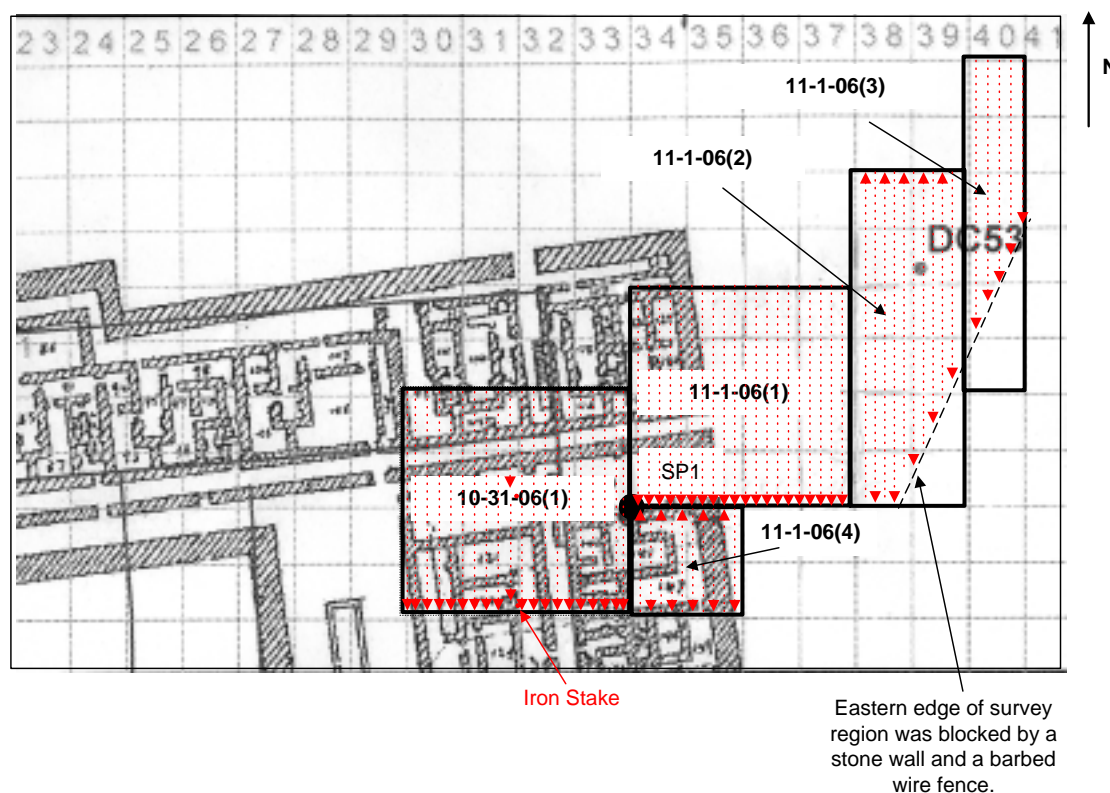 23 24 25 26 27 28 29 30 31 32 33 34 35 36 37 38 39 40 41
N
11-1-06(3)
11-1-06(2)
DC53
11-1-06(1)
SP1
10-31-06(1)
11-1-06(4)
Iron Stake
Eastern edge of survey
region was blocked by a
stone wall and a barbed
wire fence.